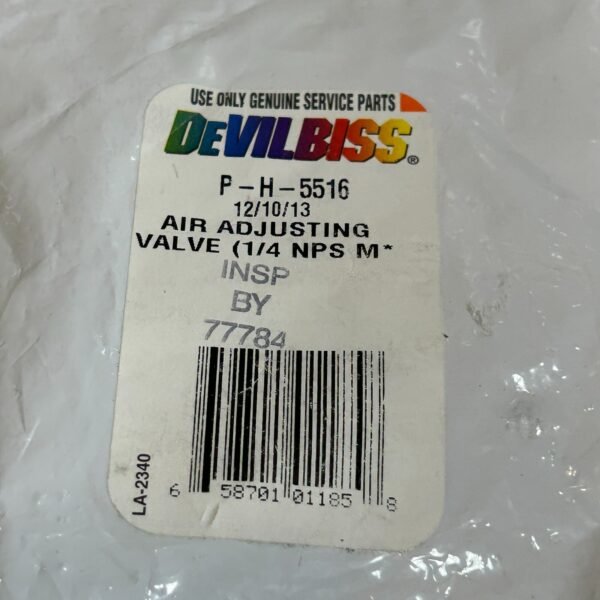 USE ONLY GENUINE SERVICE PARTS
DEVILBISS®
P-H-5516
12/10/13
AIR ADJUSTING
VALVE (1/4 NPS M*
INSP
BY
77784
LA-2340
6 58701 01185 8